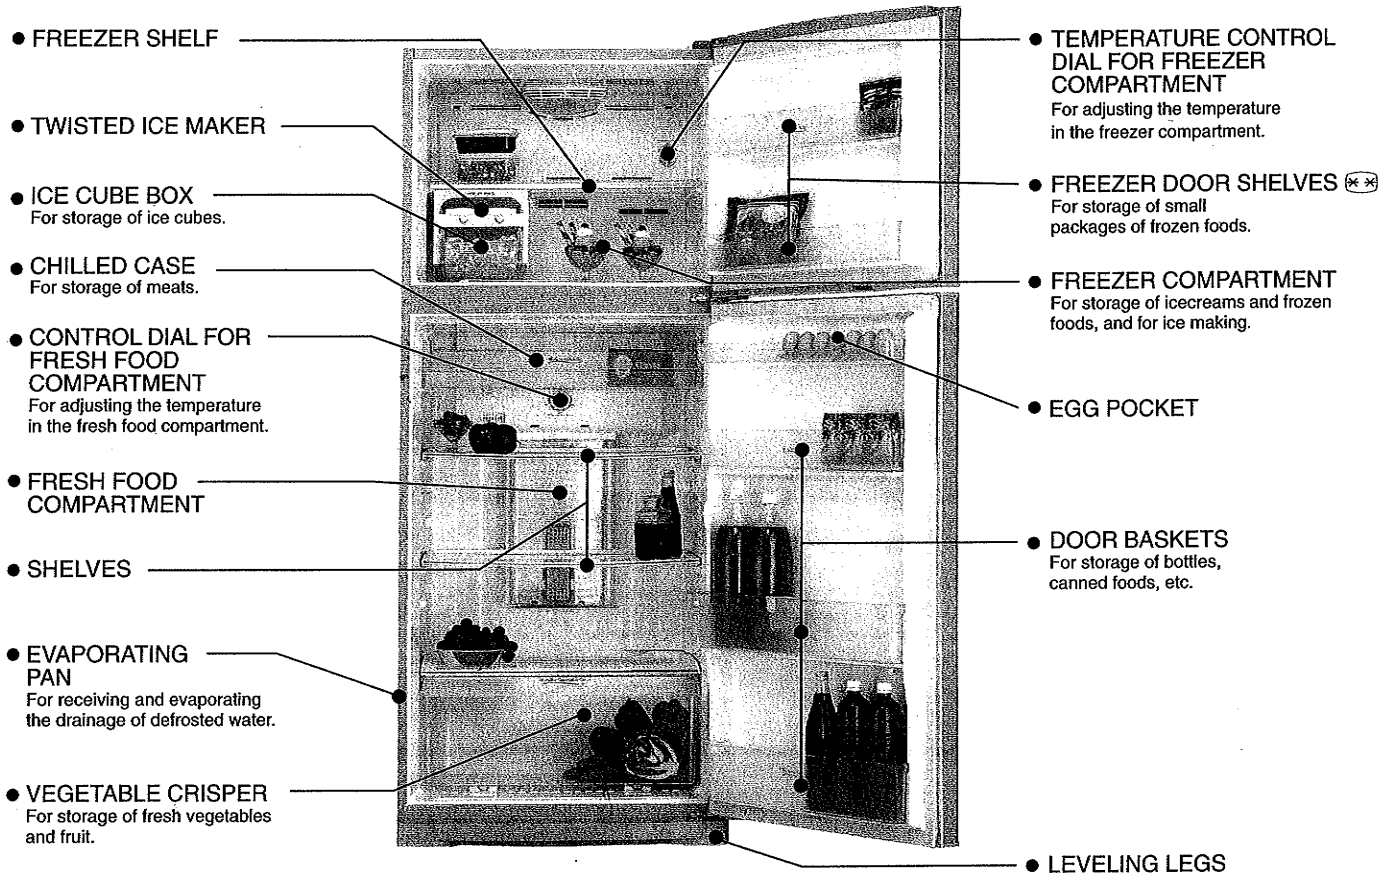 ● FREEZER SHELF
● TWISTED ICE MAKER
● ICE CUBE BOX
For storage of ice cubes.
● CHILLED CASE
For storage of meats.
● CONTROL DIAL FOR
FRESH FOOD
COMPARTMENT
For adjusting the temperature
in the fresh food compartment.
● FRESH FOOD
COMPARTMENT
● SHELVES
● EVAPORATING
PAN
For receiving and evaporating
the drainage of defrosted water.
● VEGETABLE CRISPER
For storage of fresh vegetables
and fruit.
● TEMPERATURE CONTROL
DIAL FOR FREEZER
COMPARTMENT
For adjusting the temperature
in the freezer compartment.
● FREEZER DOOR SHELVES
For storage of small
packages of frozen foods.
● FREEZER COMPARTMENT
For storage of icecreams and frozen
foods, and for ice making.
● EGG POCKET
● DOOR BASKETS
For storage of bottles,
canned foods, etc.
● LEVELING LEGS